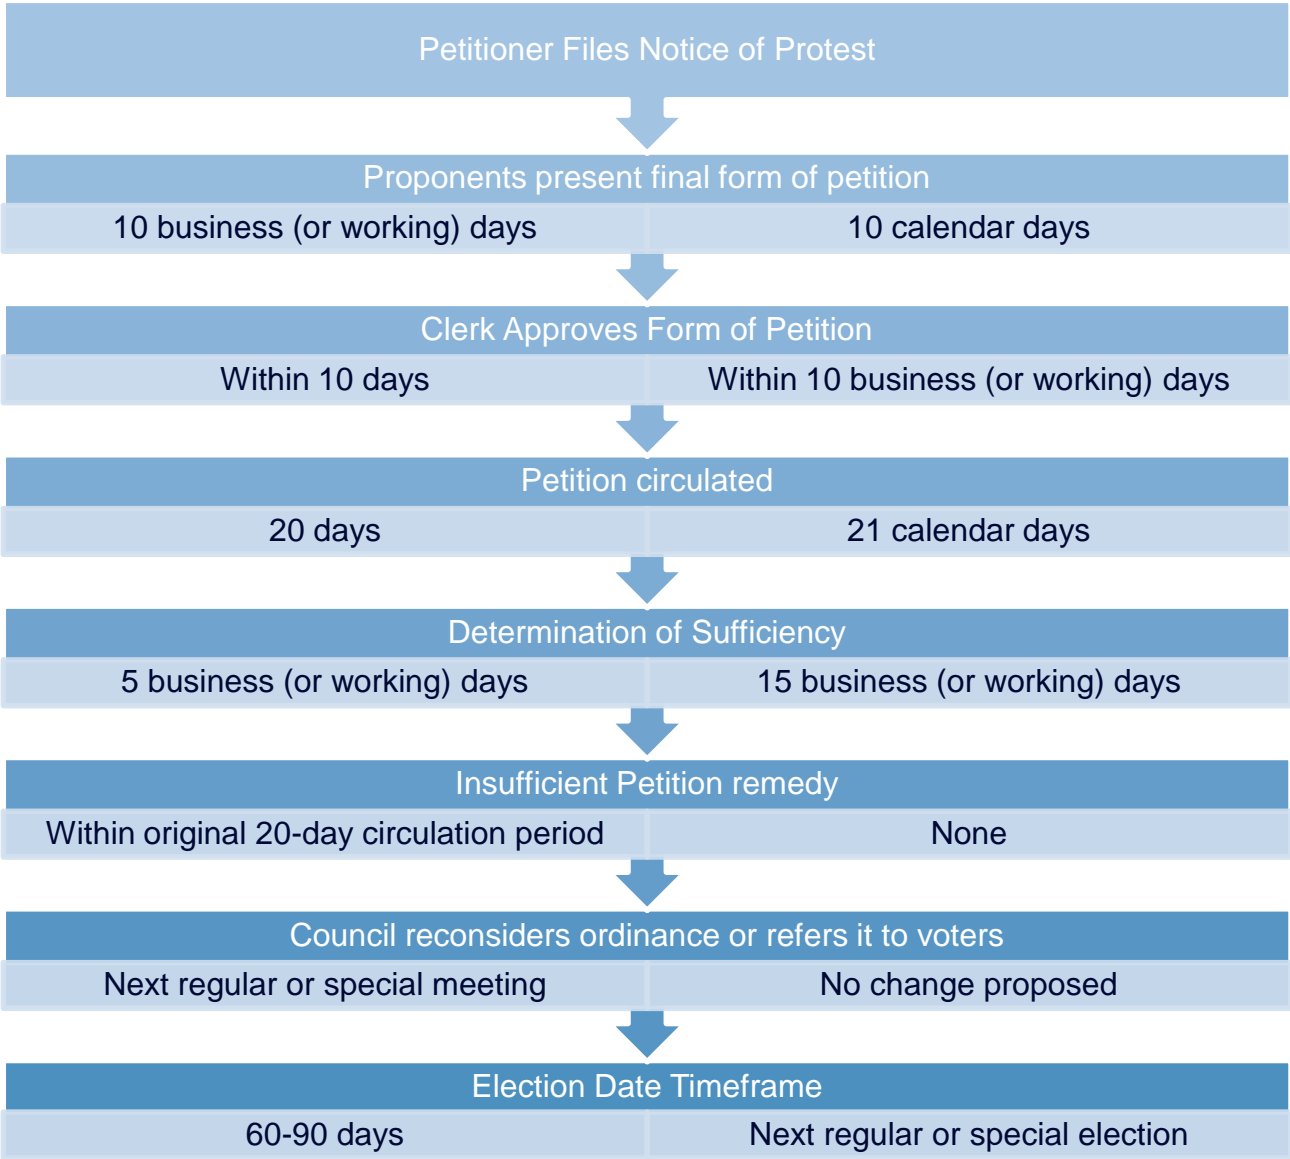 Petitioner Files Notice of Protest
Proponents present final form of petition
10 business (or working) days
10 calendar days
Clerk Approves Form of Petition
Within 10 days
Within 10 business (or working) days
Petition circulated
20 days
21 calendar days
Determination of Sufficiency
5 business (or working) days
15 business (or working) days
Insufficient Petition remedy
Within original 20-day circulation period
None
Council reconsiders ordinance or refers it to voters
Next regular or special meeting
No change proposed
Election Date Timeframe
60-90 days
Next regular or special election